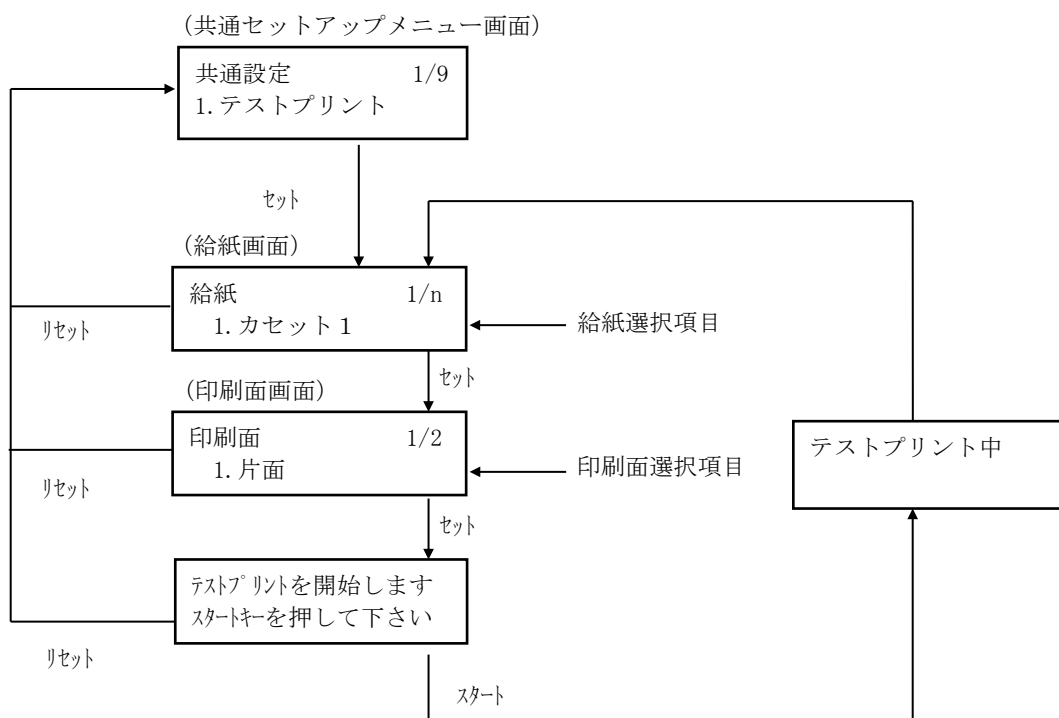 (共通セットアップメニュー画面)
共通設定 1/9
1.テストプリント
セット
(給紙画面)
給紙 1/n
1.カセット１
給紙選択項目
リセット
セット
(印刷面画面)
印刷面 1/2
1.片面
印刷面選択項目
テストプリント中
リセット
セット
テストプリントを開始します
スタートキーを押して下さい
リセット
スタート